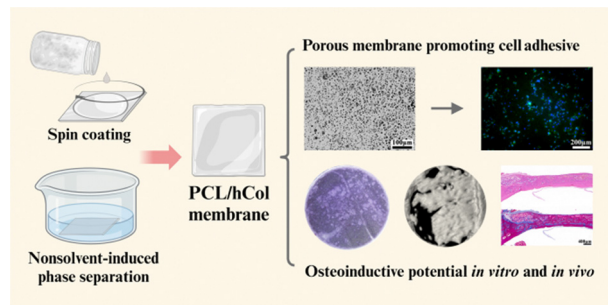 Porous membrane promoting cell adhesive
100μm
200μm
Spin coating
PCL/hCol
membrane
Nonsolvent-induced
phase separation
400μm
Osteoinductive potential in vitro and in vivo